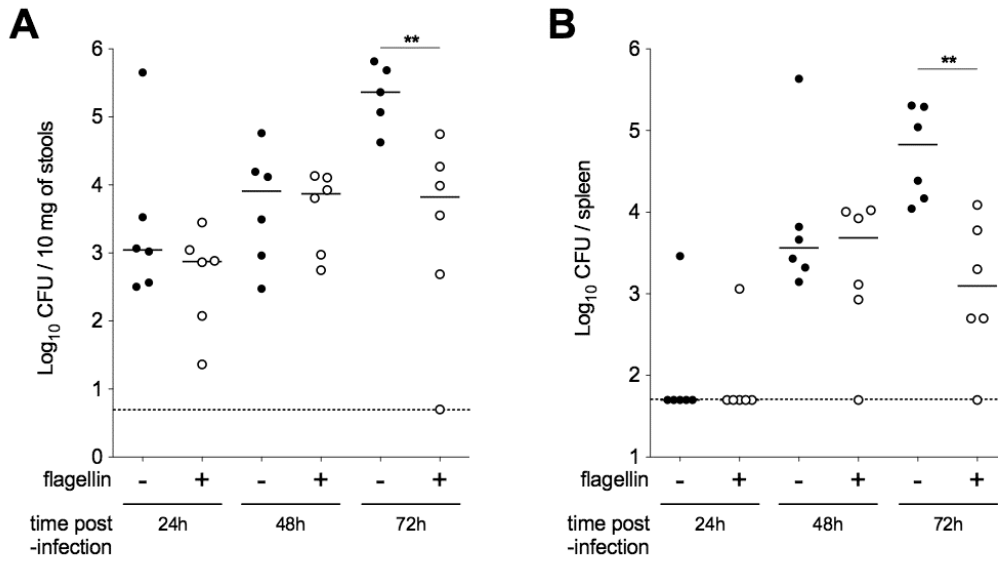 A
Log10 CFU / 10 mg of stools
6
5
4
3
2
1
0
**
flagellin - + - + - +
time post
-infection
24h 48h 72h
B
Log10 CFU / spleen
6
5
4
3
2
1
**
flagellin - + - + - +
time post
-infection
24h 48h 72h